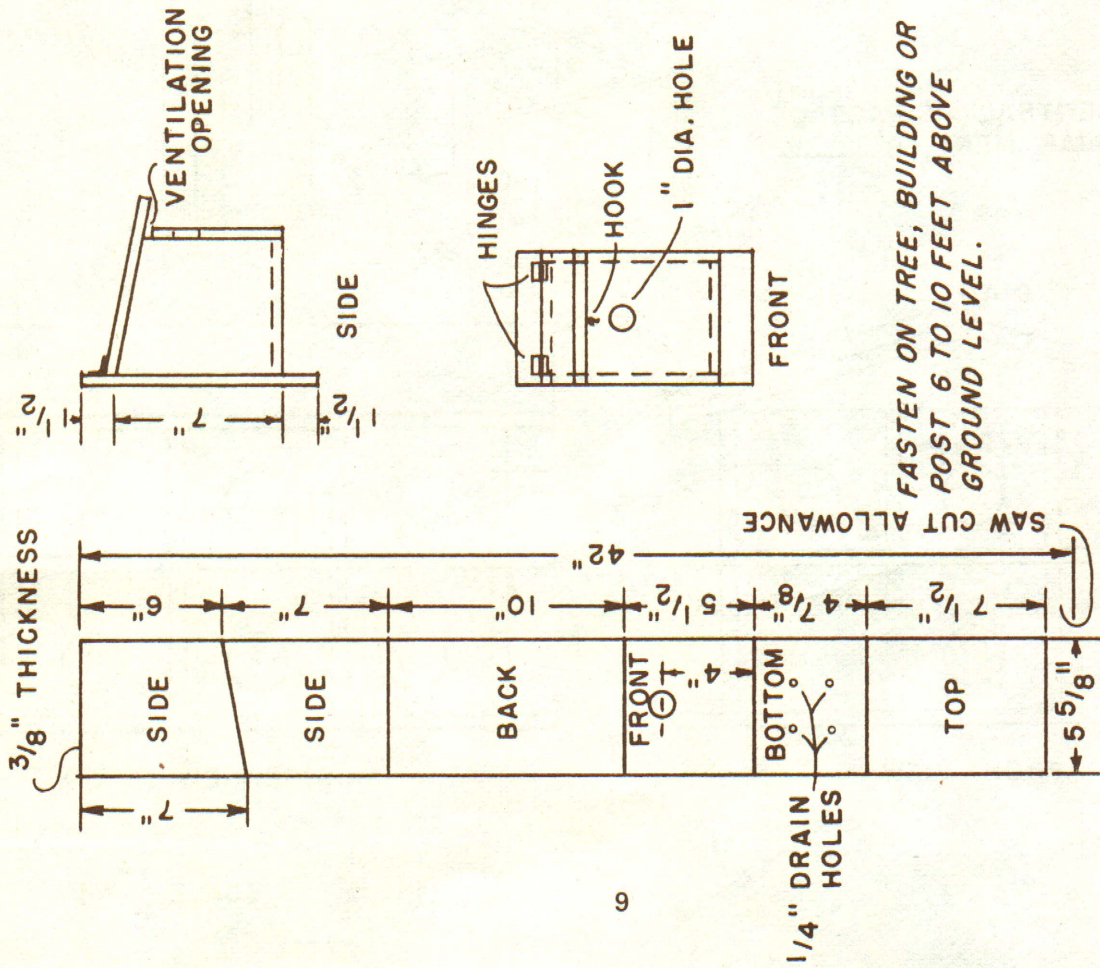 VENTILATION
OPENING
1 1/2"
7"
1 1/2"
SIDE
HINGES
HOOK
1" DIA. HOLE
FRONT
FASTEN ON TREE, BUILDING OR
POST 6 TO 10 FEET ABOVE
GROUND LEVEL.
3/8" THICKNESS
SAW CUT ALLOWANCE
42"
6"
7"
10"
5 1/2"
4 7/8"
7 1/2"
7"
SIDE
SIDE
BACK
FRONT
4"
BOTTOM
TOP
5 5/8"
1/4" DRAIN
HOLES
9